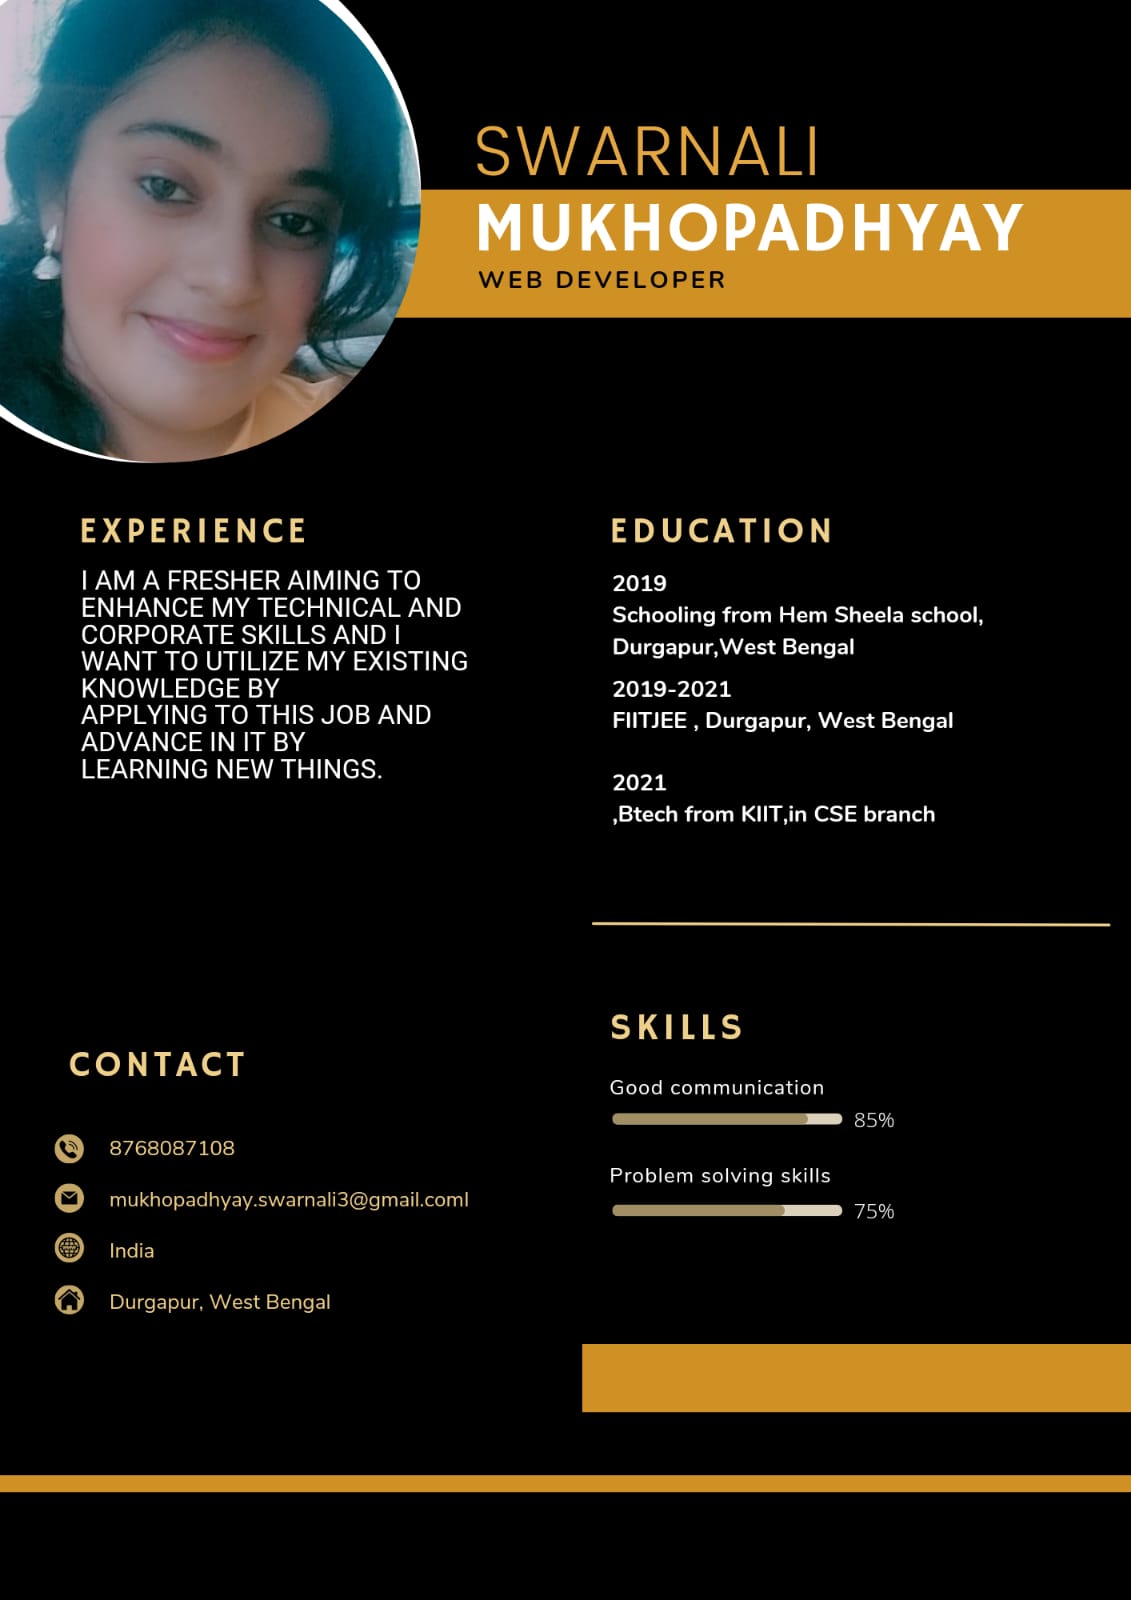 SWARNALI
MUKHOPADHYAY
WEB DEVELOPER
EXPERIENCE
I AM A FRESHER AIMING TO
ENHANCE MY TECHNICAL AND
CORPORATE SKILLS AND I
WANT TO UTILIZE MY EXISTING
KNOWLEDGE BY
APPLYING TO THIS JOB AND
ADVANCE IN IT BY
LEARNING NEW THINGS.
EDUCATION
2019
Schooling from Hem Sheela school,
Durgapur,West Bengal
2019-2021
FIITJEE , Durgapur, West Bengal
2021
,Btech from KIIT,in CSE branch
CONTACT
8768087108
mukhopadhyay.swarnali3@gmail.coml
India
Durgapur, West Bengal
SKILLS
Good communication
85%
Problem solving skills
75%